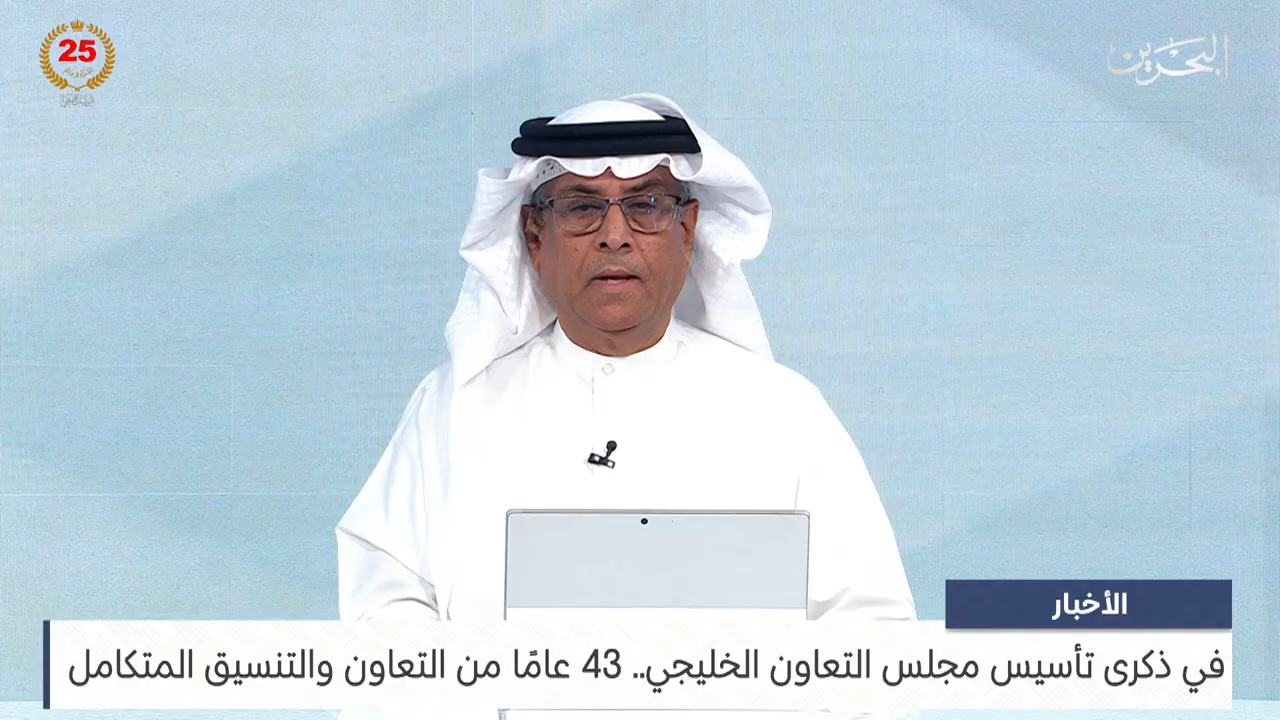 25
البحرين
الأخبار
في ذكرى تأسيس مجلس التعاون الخليجي.. 43 عامًا من التعاون والتنسيق المتكامل